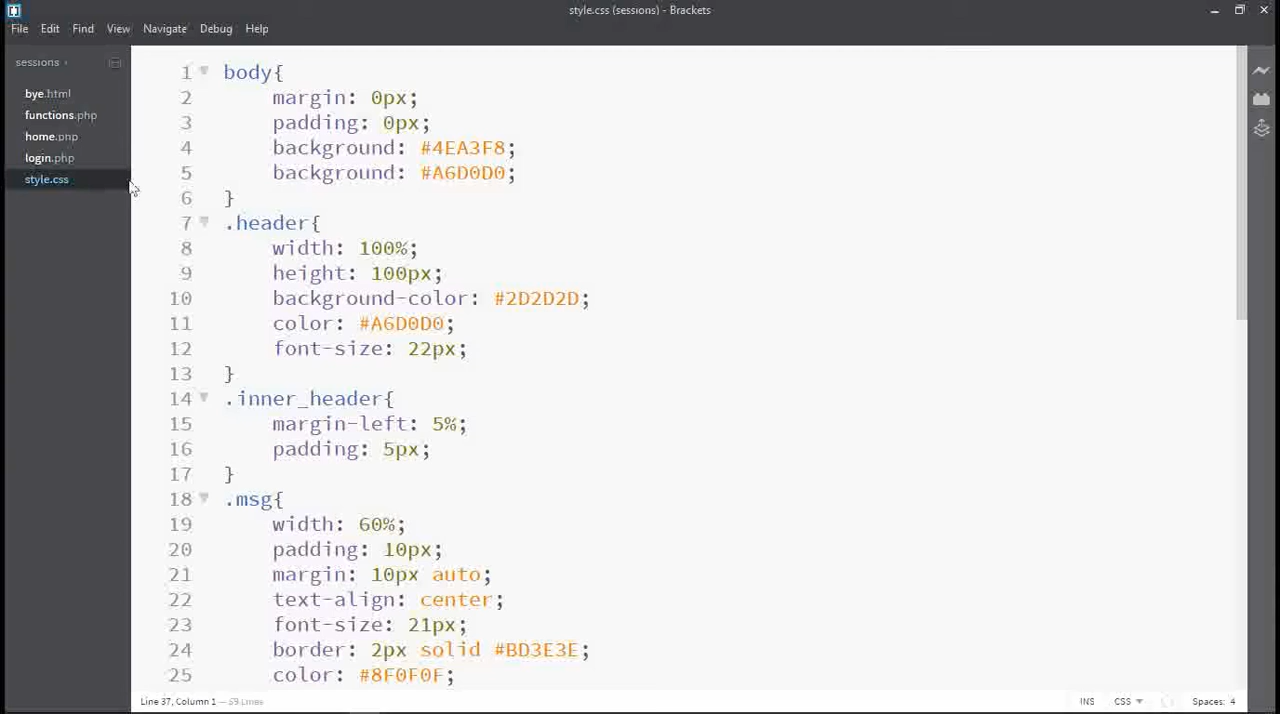 style.css (sessions) - Brackets
File Edit Find View Navigate Debug Help
sessions
bye.html
functions.php
home.php
login.php
style.css
1 body{
2 margin: 0px;
3 padding: 0px;
4 background: #4EA3F8;
5 background: #A6D0D0;
6 }
7 .header{
8 width: 100%;
9 height: 100px;
10 background-color: #2D2D2D;
11 color: #A6D0D0;
12 font-size: 22px;
13 }
14 .inner_header{
15 margin-left: 5%;
16 padding: 5px;
17 }
18 .msg{
19 width: 60%;
20 padding: 10px;
21 margin: 10px auto;
22 text-align: center;
23 font-size: 21px;
24 border: 2px solid #BD3E3E;
25 color: #8F0F0F;
Line 37, Column 1 — 59 Lines
INS CSS Spaces: 4